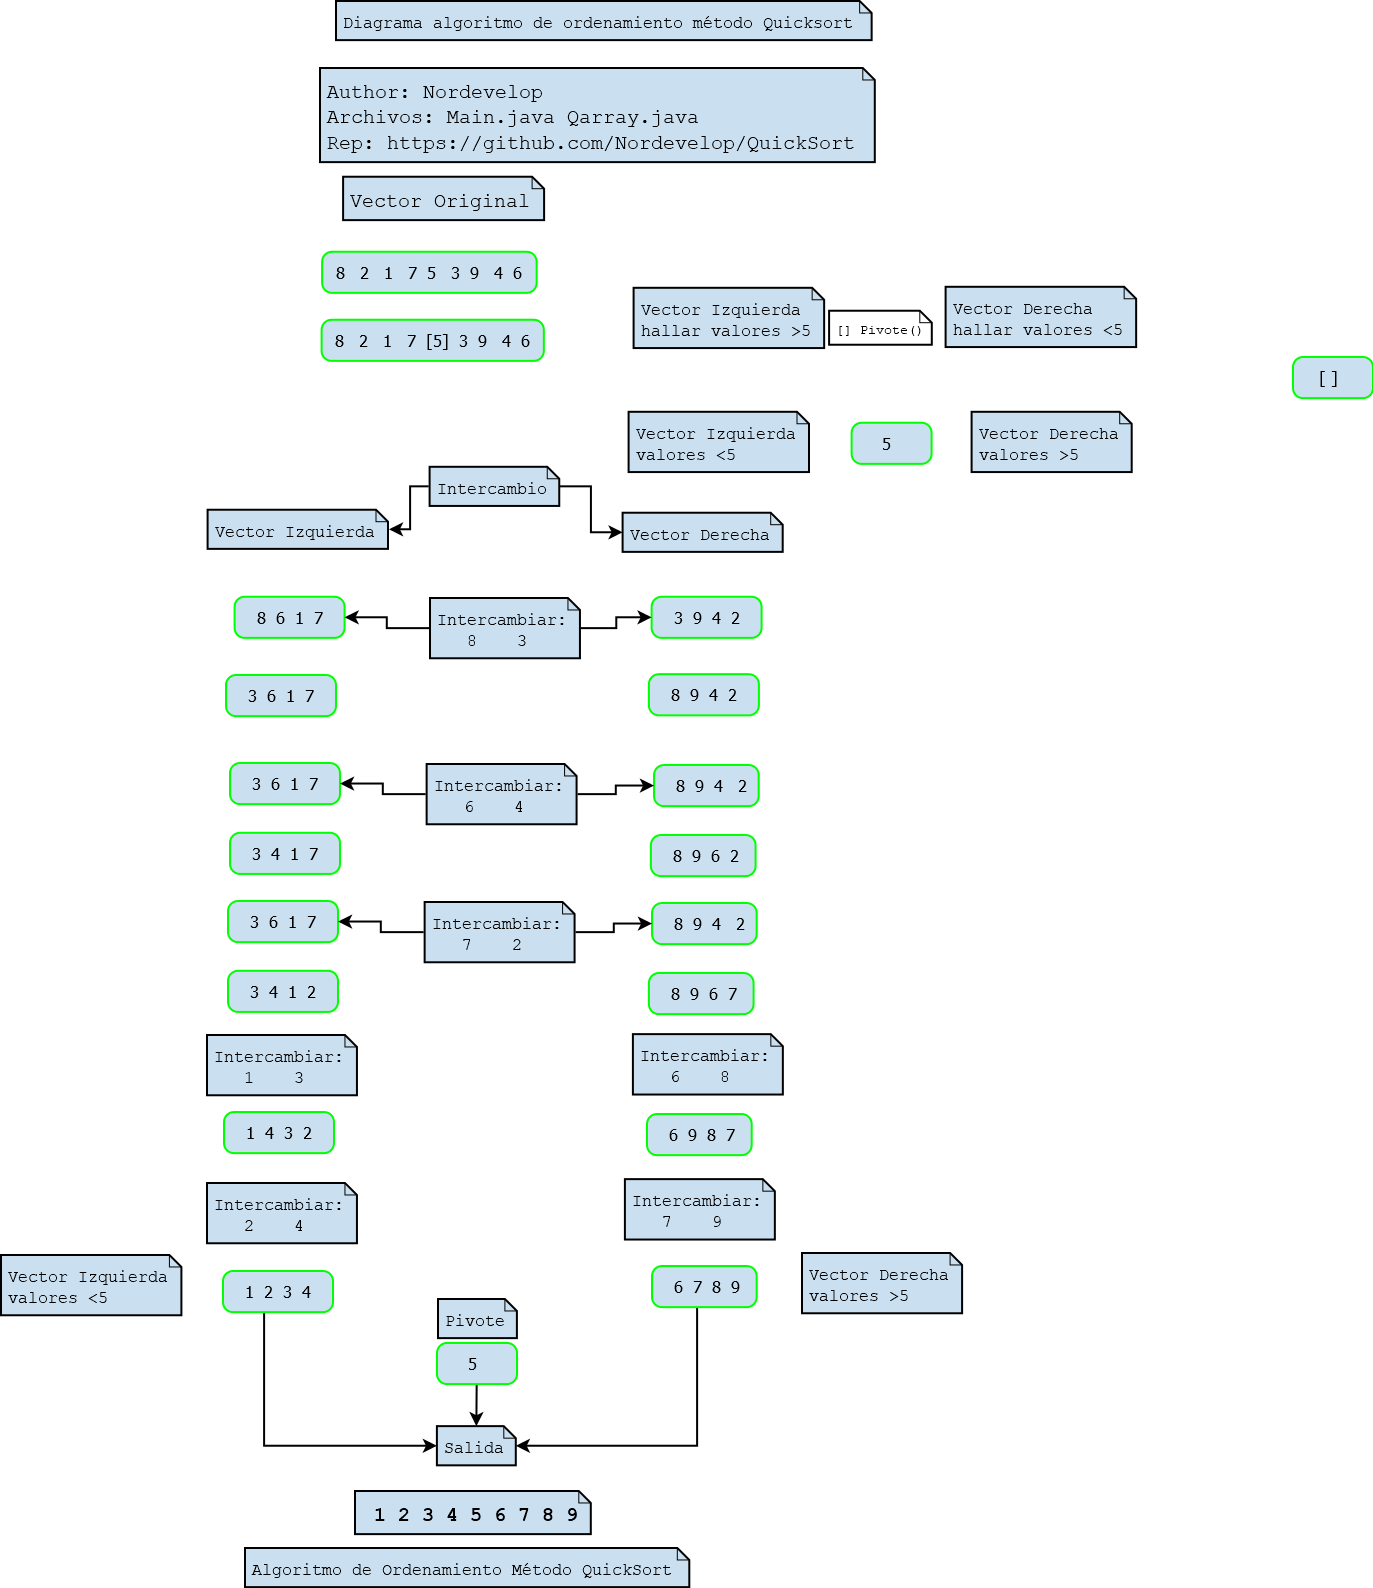 Diagrama algoritmo de ordenamiento método Quicksort
Author: Nordevelop
Archivos: Main.java Qarray.java
Rep: https://github.com/Nordevelop/QuickSort
Vector Original
8 2 1 7 5 3 9 4 6
8 2 1 7 [5] 3 9 4 6
Vector Izquierda
hallar valores >5
[] Pivote()
Vector Derecha
hallar valores <5
[]
Vector Izquierda
valores <5
5
Vector Derecha
valores >5
Intercambio
Vector Izquierda
Vector Derecha
8 6 1 7
Intercambiar:
8 3
3 9 4 2
3 6 1 7
8 9 4 2
3 6 1 7
Intercambiar:
6 4
8 9 4 2
3 4 1 7
8 9 6 2
3 6 1 7
Intercambiar:
7 2
8 9 4 2
3 4 1 2
8 9 6 7
Intercambiar:
1 3
Intercambiar:
6 8
1 4 3 2
6 9 8 7
Intercambiar:
2 4
Intercambiar:
7 9
Vector Izquierda
valores <5
1 2 3 4
6 7 8 9
Vector Derecha
valores >5
Pivote
5
Salida
1 2 3 4 5 6 7 8 9
Algoritmo de Ordenamiento Método QuickSort